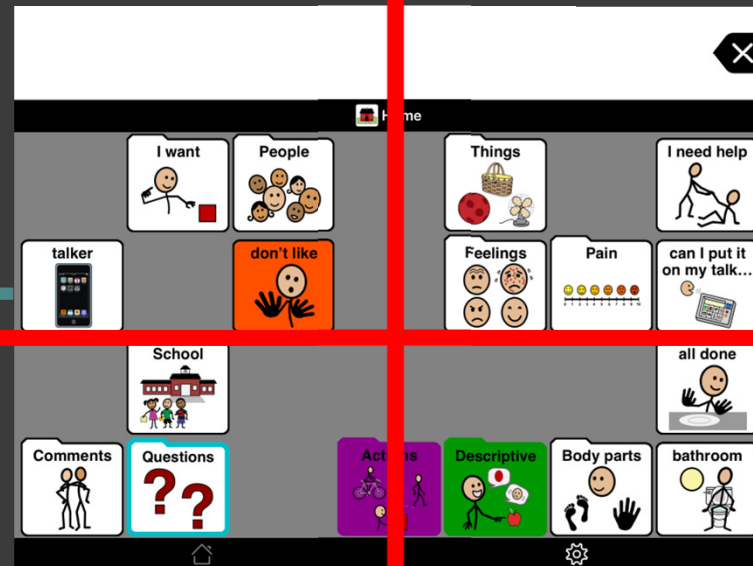 Home
I want
People
Things
I need help
talker
don't like
Feelings
Pain
can I put it
on my talk...
School
all done
Comments
Questions
Actions
Descriptive
Body parts
bathroom